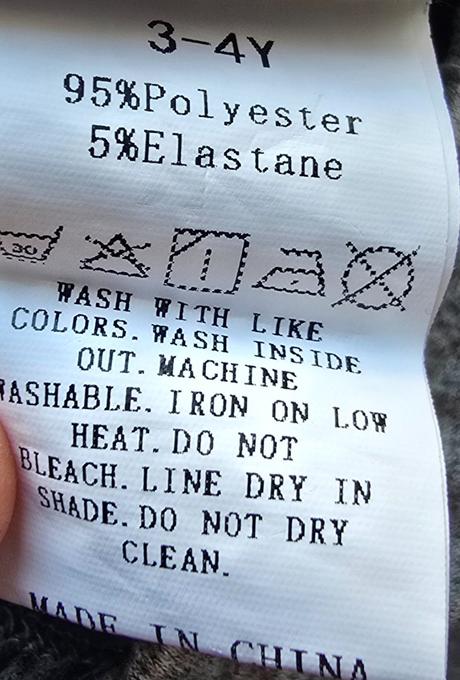 3-4Y
95%Polyester
5%Elastane
30
WASH WITH LIKE
COLORS. WASH INSIDE
OUT. MACHINE
WASHABLE. IRON ON LOW
HEAT. DO NOT
BLEACH. LINE DRY IN
SHADE. DO NOT DRY
CLEAN.
MADE IN CHINA